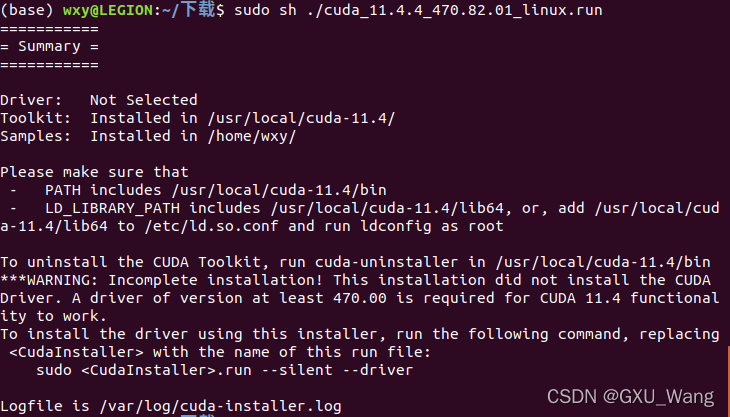 (base) wxy@LEGION:~/下载$ sudo sh ./cuda_11.4.4_470.82.01_linux.run
===========
= Summary =
===========
Driver:   Not Selected
Toolkit:  Installed in /usr/local/cuda-11.4/
Samples:  Installed in /home/wxy/
Please make sure that
 -   PATH includes /usr/local/cuda-11.4/bin
 -   LD_LIBRARY_PATH includes /usr/local/cuda-11.4/lib64, or, add /usr/local/cud
a-11.4/lib64 to /etc/ld.so.conf and run ldconfig as root
To uninstall the CUDA Toolkit, run cuda-uninstaller in /usr/local/cuda-11.4/bin
***WARNING: Incomplete installation! This installation did not install the CUDA
Driver. A driver of version at least 470.00 is required for CUDA 11.4 functional
ity to work.
To install the driver using this installer, run the following command, replacing
 <CudaInstaller> with the name of this run file:
    sudo <CudaInstaller>.run --silent --driver
Logfile is /var/log/cuda-installer.log
CSDN @GXU_Wang